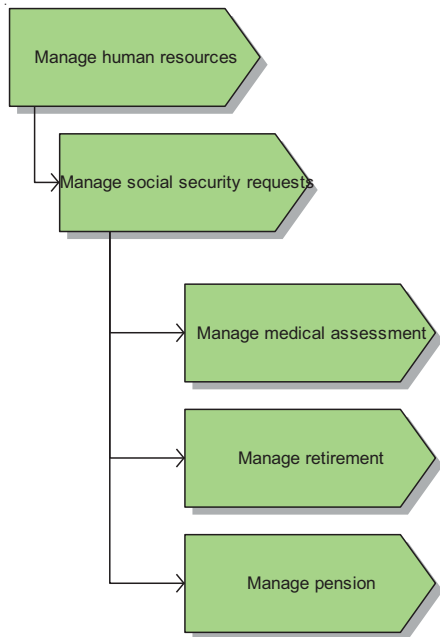 Manage human resources
Manage social security requests
Manage medical assessment
Manage retirement
Manage pension